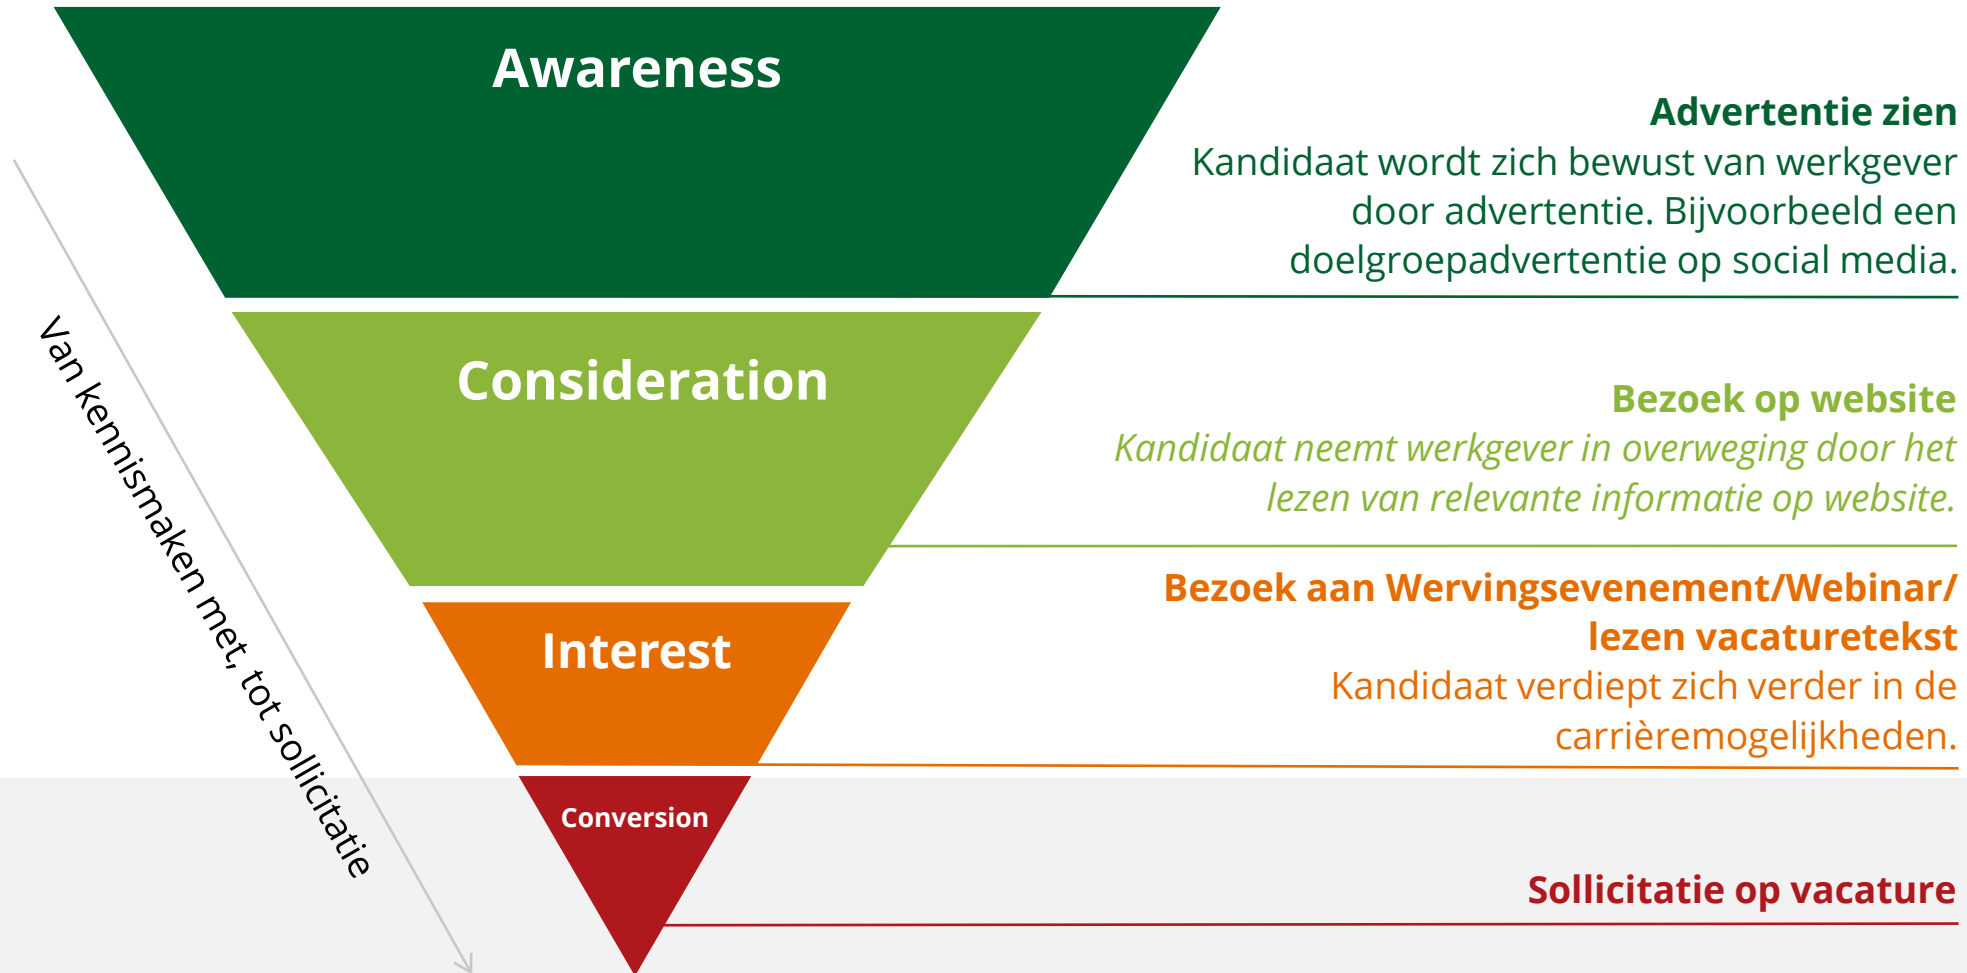 Awareness
Advertentie zien
Kandidaat wordt zich bewust van werkgever
door advertentie. Bijvoorbeeld een
doelgroepadvertentie op social media.
Consideration
Bezoek op website
Kandidaat neemt werkgever in overweging door het
lezen van relevante informatie op website.
Interest
Bezoek aan Wervingsevenement/Webinar/
lezen vacaturetekst
Kandidaat verdiept zich verder in de
carrièremogelijkheden.
Conversion
Sollicitatie op vacature
Van kennismaken met, tot sollicitatie